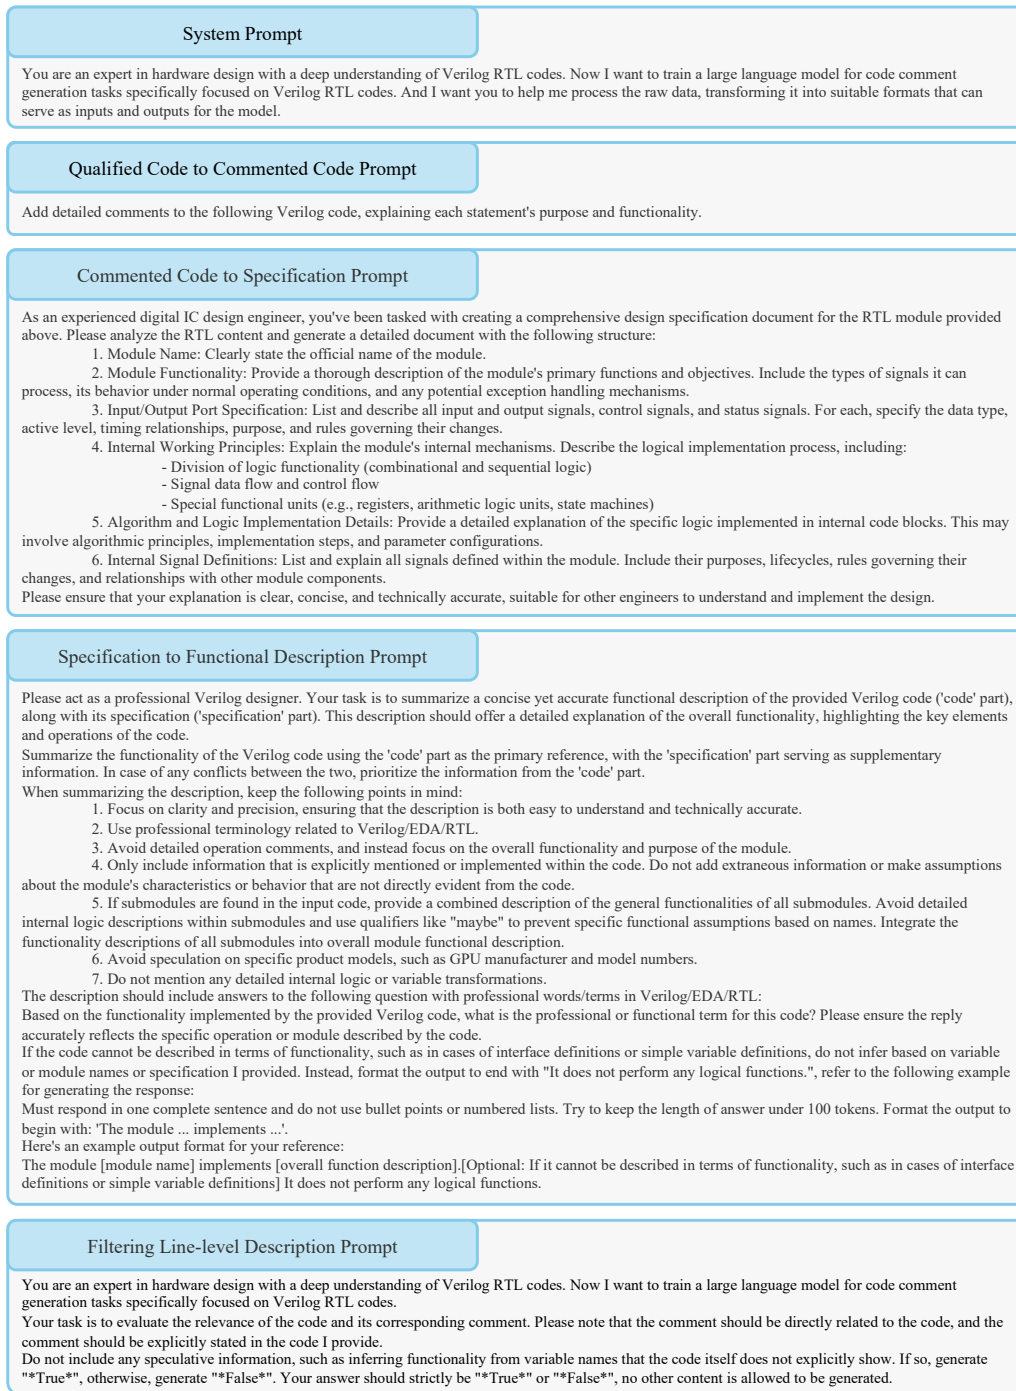 System Prompt
You are an expert in hardware design with a deep understanding of Verilog RTL codes. Now I want to train a large language model for code comment
generation tasks specifically focused on Verilog RTL codes. And I want you to help me process the raw data, transforming it into suitable formats that can
serve as inputs and outputs for the model.
Qualified Code to Commented Code Prompt
Add detailed comments to the following Verilog code, explaining each statement's purpose and functionality.
Commented Code to Specification Prompt
As an experienced digital IC design engineer, you've been tasked with creating a comprehensive design specification document for the RTL module provided
above. Please analyze the RTL content and generate a detailed document with the following structure:
1. Module Name: Clearly state the official name of the module.
2. Module Functionality: Provide a thorough description of the module's primary functions and objectives. Include the types of signals it can
process, its behavior under normal operating conditions, and any potential exception handling mechanisms.
3. Input/Output Port Specification: List and describe all input and output signals, control signals, and status signals. For each, specify the data type,
active level, timing relationships, purpose, and rules governing their changes.
4. Internal Working Principles: Explain the module's internal mechanisms. Describe the logical implementation process, including:
- Division of logic functionality (combinational and sequential logic)
- Signal data flow and control flow
- Special functional units (e.g., registers, arithmetic logic units, state machines)
5. Algorithm and Logic Implementation Details: Provide a detailed explanation of the specific logic implemented in internal code blocks. This may
involve algorithmic principles, implementation steps, and parameter configurations.
6. Internal Signal Definitions: List and explain all signals defined within the module. Include their purposes, lifecycles, rules governing their
changes, and relationships with other module components.
Please ensure that your explanation is clear, concise, and technically accurate, suitable for other engineers to understand and implement the design.
Specification to Functional Description Prompt
Please act as a professional Verilog designer. Your task is to summarize a concise yet accurate functional description of the provided Verilog code ('code' part),
along with its specification ('specification' part). This description should offer a detailed explanation of the overall functionality, highlighting the key elements
and operations of the code.
Summarize the functionality of the Verilog code using the 'code' part as the primary reference, with the 'specification' part serving as supplementary
information. In case of any conflicts between the two, prioritize the information from the 'code' part.
When summarizing the description, keep the following points in mind:
1. Focus on clarity and precision, ensuring that the description is both easy to understand and technically accurate.
2. Use professional terminology related to Verilog/EDA/RTL.
3. Avoid detailed operation comments, and instead focus on the overall functionality and purpose of the module.
4. Only include information that is explicitly mentioned or implemented within the code. Do not add extraneous information or make assumptions
about the module's characteristics or behavior that are not directly evident from the code.
5. If submodules are found in the input code, provide a combined description of the general functionalities of all submodules. Avoid detailed
internal logic descriptions within submodules and use qualifiers like "maybe" to prevent specific functional assumptions based on names. Integrate the
functionality descriptions of all submodules into overall module functional description.
6. Avoid speculation on specific product models, such as GPU manufacturer and model numbers.
7. Do not mention any detailed internal logic or variable transformations.
The description should include answers to the following question with professional words/terms in Verilog/EDA/RTL:
Based on the functionality implemented by the provided Verilog code, what is the professional or functional term for this code? Please ensure the reply
accurately reflects the specific operation or module described by the code.
If the code cannot be described in terms of functionality, such as in cases of interface definitions or simple variable definitions, do not infer based on variable
or module names or specification I provided. Instead, format the output to end with "It does not perform any logical functions.", refer to the following example
for generating the response:
Must respond in one complete sentence and do not use bullet points or numbered lists. Try to keep the length of answer under 100 tokens. Format the output to
begin with: 'The module ... implements ...'.
Here's an example output format for your reference:
The module [module name] implements [overall function description].[Optional: If it cannot be described in terms of functionality, such as in cases of interface
definitions or simple variable definitions] It does not perform any logical functions.
Filtering Line-level Description Prompt
You are an expert in hardware design with a deep understanding of Verilog RTL codes. Now I want to train a large language model for code comment
generation tasks specifically focused on Verilog RTL codes.
Your task is to evaluate the relevance of the code and its corresponding comment. Please note that the comment should be directly related to the code, and the
comment should be explicitly stated in the code I provide.
Do not include any speculative information, such as inferring functionality from variable names that the code itself does not explicitly show. If so, generate
"*True*", otherwise, generate "*False*". Your answer should strictly be "*True*" or "*False*", no other content is allowed to be generated.